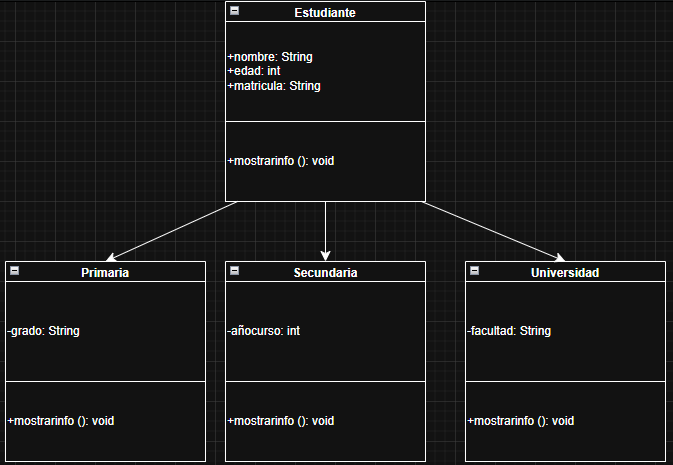 Estudiante
+nombre: String
+edad: int
+matricula: String
+mostrarinfo (): void
Primaria
-grado: String
+mostrarinfo (): void
Secundaria
-añocurso: int
+mostrarinfo (): void
Universidad
-facultad: String
+mostrarinfo (): void